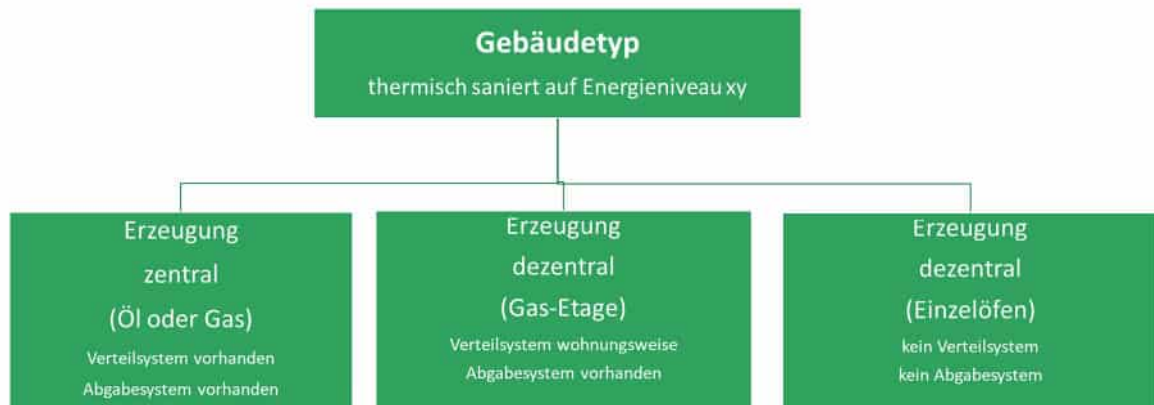 Gebäudetyp
thermisch saniert auf Energieniveau xy
Erzeugung
zentral
(Öl oder Gas)
Verteilsystem vorhanden
Abgabesystem vorhanden
Erzeugung
dezentral
(Gas-Etage)
Verteilsystem wohnungsweise
Abgabesystem vorhanden
Erzeugung
dezentral
(Einzelöfen)
kein Verteilsystem
kein Abgabesystem